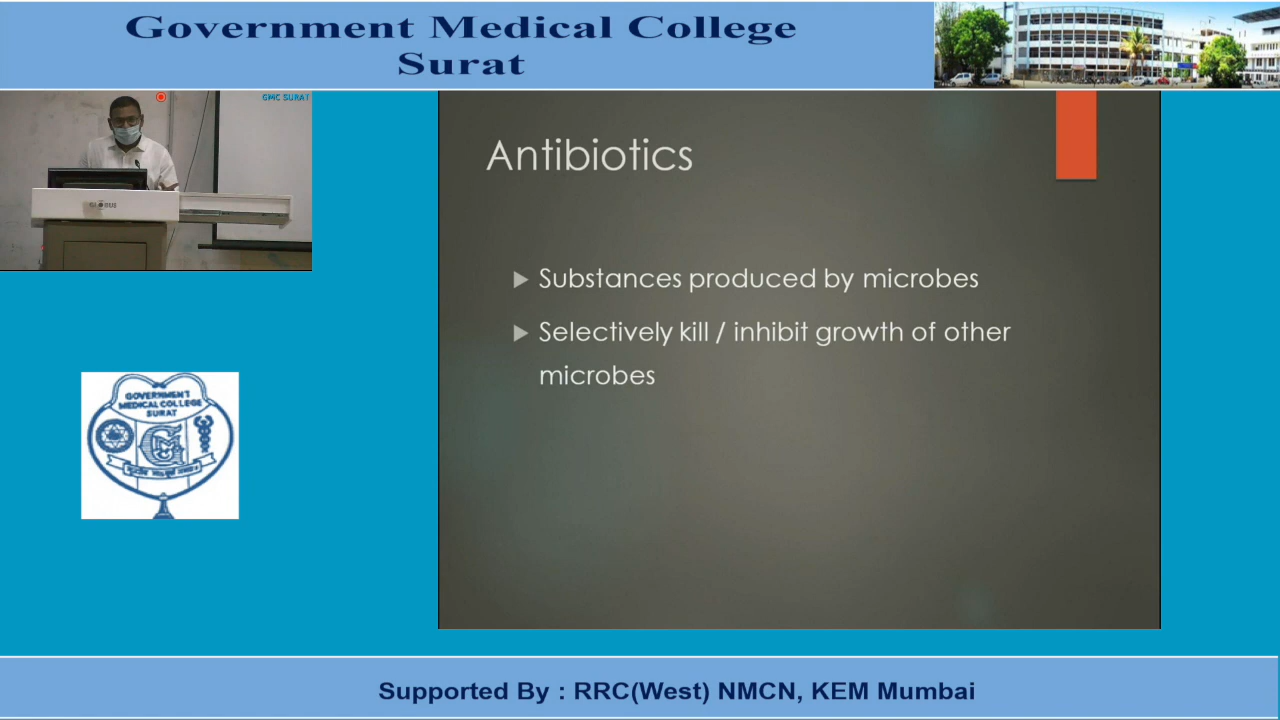 Government Medical College
Surat
GMC SURAT
GLOBUS
Antibiotics
Substances produced by microbes
Selectively kill / inhibit growth of other
microbes
GOVERNMENT
MEDICAL COLLEGE
SURAT
Supported By : RRC(West) NMCN, KEM Mumbai